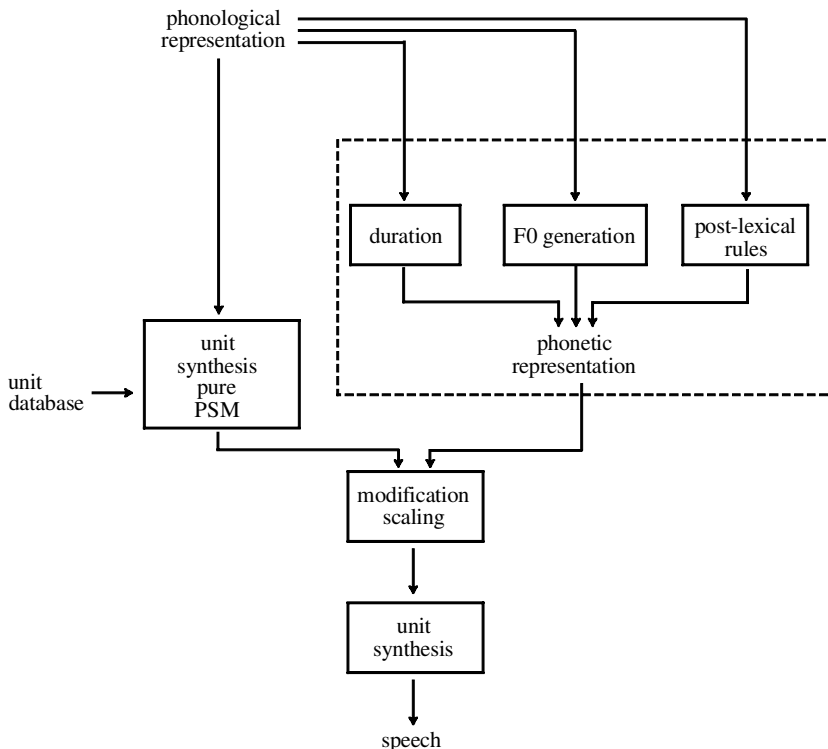 phonological
representation
duration
F0 generation
post-lexical
rules
phonetic
representation
unit
synthesis
pure
PSM
unit
database
modification
scaling
unit
synthesis
speech